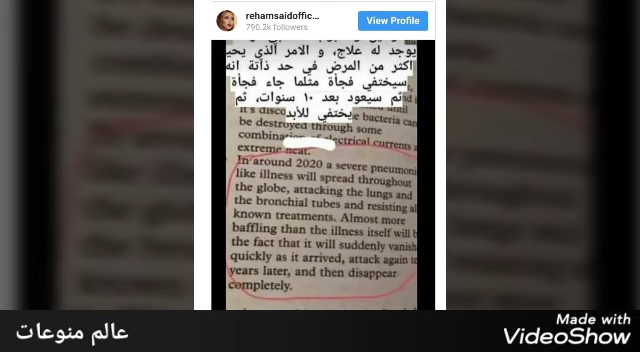 rehamsaidoffic...
790.2k followers
View Profile
يوجد له علاج، و الامر الذي يحير
اكثر من المرض في حد ذاتة انه
سيختفي فجأة مثلما جاء فجأة
ثم سيعود بعد ١٠ سنوات، ثم
يختفي للأبد
it's disco
e bacteria can
be destroyed through some
electrical currents
extreme heat.
In around 2020 a severe pneumoni
like illness will spread throughout
the globe, attacking the lungs and
the bronchial tubes and resisting al
known treatments. Almost more
baffling than the illness itself will b
the fact that it will suddenly vanish
quickly as it arrived, attack again te
years later, and then disappear
completely.
عالم منوعات
Made with
VideoShow